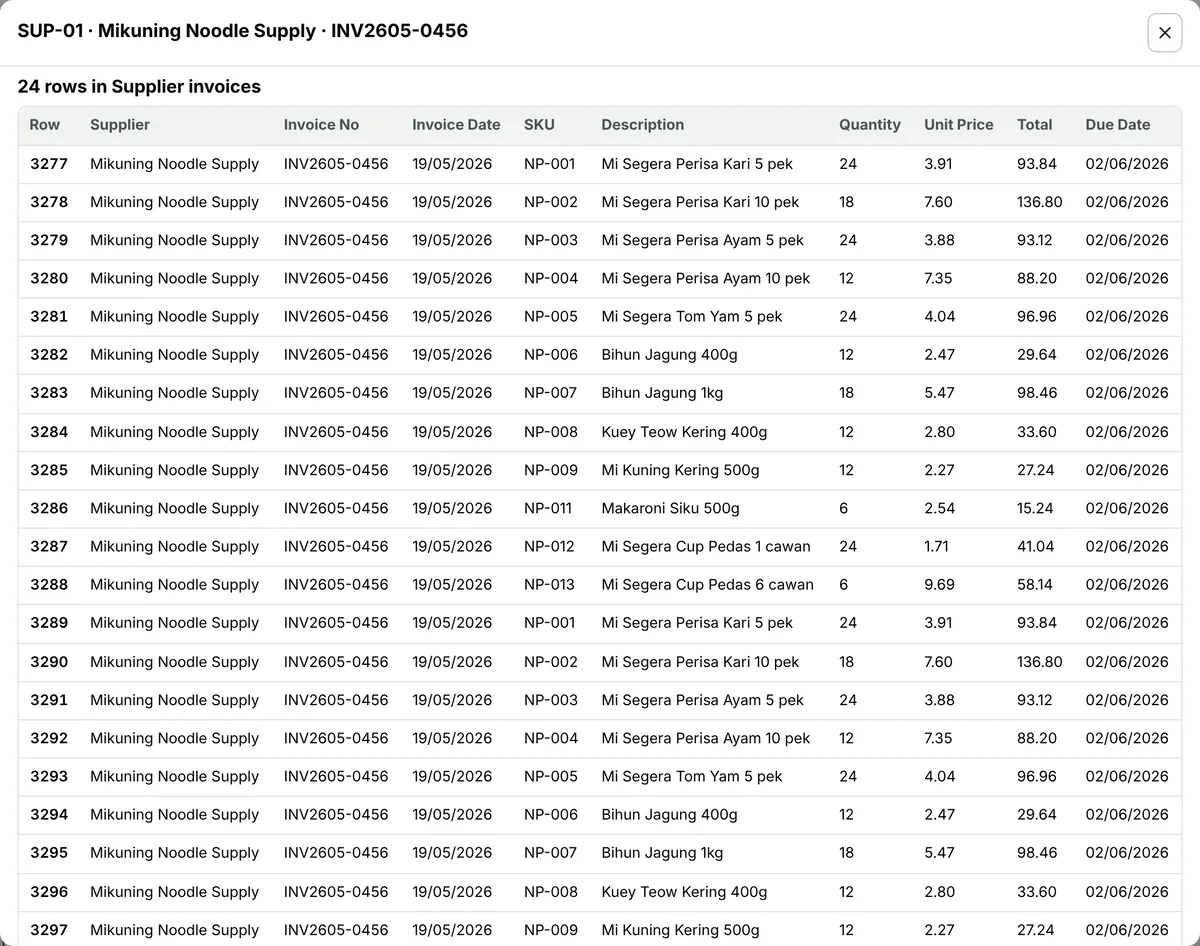 SUP-01 · Mikuning Noodle Supply · INV2605-0456
24 rows in Supplier invoices
Row Supplier Invoice No Invoice Date SKU Description Quantity Unit Price Total Due Date
3277 Mikuning Noodle Supply INV2605-0456 19/05/2026 NP-001 Mi Segera Perisa Kari 5 pek 24 3.91 93.84 02/06/2026
3278 Mikuning Noodle Supply INV2605-0456 19/05/2026 NP-002 Mi Segera Perisa Kari 10 pek 18 7.60 136.80 02/06/2026
3279 Mikuning Noodle Supply INV2605-0456 19/05/2026 NP-003 Mi Segera Perisa Ayam 5 pek 24 3.88 93.12 02/06/2026
3280 Mikuning Noodle Supply INV2605-0456 19/05/2026 NP-004 Mi Segera Perisa Ayam 10 pek 12 7.35 88.20 02/06/2026
3281 Mikuning Noodle Supply INV2605-0456 19/05/2026 NP-005 Mi Segera Tom Yam 5 pek 24 4.04 96.96 02/06/2026
3282 Mikuning Noodle Supply INV2605-0456 19/05/2026 NP-006 Bihun Jagung 400g 12 2.47 29.64 02/06/2026
3283 Mikuning Noodle Supply INV2605-0456 19/05/2026 NP-007 Bihun Jagung 1kg 18 5.47 98.46 02/06/2026
3284 Mikuning Noodle Supply INV2605-0456 19/05/2026 NP-008 Kuey Teow Kering 400g 12 2.80 33.60 02/06/2026
3285 Mikuning Noodle Supply INV2605-0456 19/05/2026 NP-009 Mi Kuning Kering 500g 12 2.27 27.24 02/06/2026
3286 Mikuning Noodle Supply INV2605-0456 19/05/2026 NP-011 Makaroni Siku 500g 6 2.54 15.24 02/06/2026
3287 Mikuning Noodle Supply INV2605-0456 19/05/2026 NP-012 Mi Segera Cup Pedas 1 cawan 24 1.71 41.04 02/06/2026
3288 Mikuning Noodle Supply INV2605-0456 19/05/2026 NP-013 Mi Segera Cup Pedas 6 cawan 6 9.69 58.14 02/06/2026
3289 Mikuning Noodle Supply INV2605-0456 19/05/2026 NP-001 Mi Segera Perisa Kari 5 pek 24 3.91 93.84 02/06/2026
3290 Mikuning Noodle Supply INV2605-0456 19/05/2026 NP-002 Mi Segera Perisa Kari 10 pek 18 7.60 136.80 02/06/2026
3291 Mikuning Noodle Supply INV2605-0456 19/05/2026 NP-003 Mi Segera Perisa Ayam 5 pek 24 3.88 93.12 02/06/2026
3292 Mikuning Noodle Supply INV2605-0456 19/05/2026 NP-004 Mi Segera Perisa Ayam 10 pek 12 7.35 88.20 02/06/2026
3293 Mikuning Noodle Supply INV2605-0456 19/05/2026 NP-005 Mi Segera Tom Yam 5 pek 24 4.04 96.96 02/06/2026
3294 Mikuning Noodle Supply INV2605-0456 19/05/2026 NP-006 Bihun Jagung 400g 12 2.47 29.64 02/06/2026
3295 Mikuning Noodle Supply INV2605-0456 19/05/2026 NP-007 Bihun Jagung 1kg 18 5.47 98.46 02/06/2026
3296 Mikuning Noodle Supply INV2605-0456 19/05/2026 NP-008 Kuey Teow Kering 400g 12 2.80 33.60 02/06/2026
3297 Mikuning Noodle Supply INV2605-0456 19/05/2026 NP-009 Mi Kuning Kering 500g 12 2.27 27.24 02/06/2026